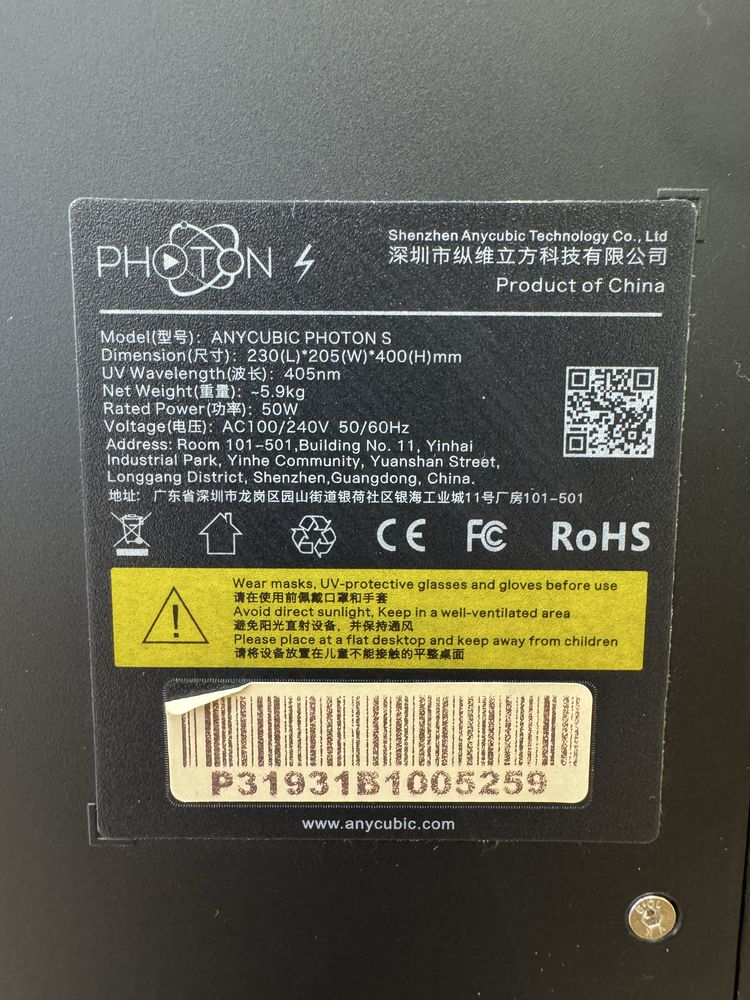 PHOTON
Shenzhen Anycubic Technology Co., Ltd
深圳市纵维立方科技有限公司
Product of China
Model(型号): ANYCUBIC PHOTON S
Dimension(尺寸): 230(L)*205(W)*400(H)mm
UV Wavelength(波长): 405nm
Net Weight(重量): ~5.9kg
Rated Power(功率): 50W
Voltage(电压): AC100/240V 50/60Hz
Address: Room 101-501,Building No. 11, Yinhai
Industrial Park, Yinhe Community, Yuanshan Street,
Longgang District, Shenzhen,Guangdong, China.
地址: 广东省深圳市龙岗区园山街道银荷社区银海工业城11号厂房101-501
CE FC RoHS
Wear masks, UV-protective glasses and gloves before use
请在使用前佩戴口罩和手套
Avoid direct sunlight, Keep in a well-ventilated area
避免阳光直射设备, 并保持通风
Please place at a flat desktop and keep away from children
请将设备放置在儿童不能接触的平整桌面
P31931B1005259
www.anycubic.com